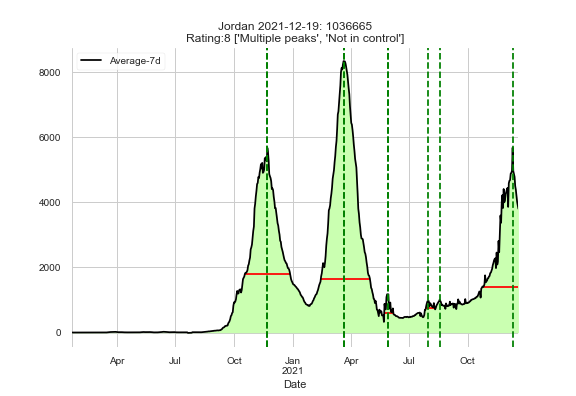 Jordan 2021-12-19: 1036665
Rating:8 ['Multiple peaks', 'Not in control']
Average-7d
8000
6000
4000
2000
0
Apr Jul Oct Jan Apr Jul Oct
2021
Date